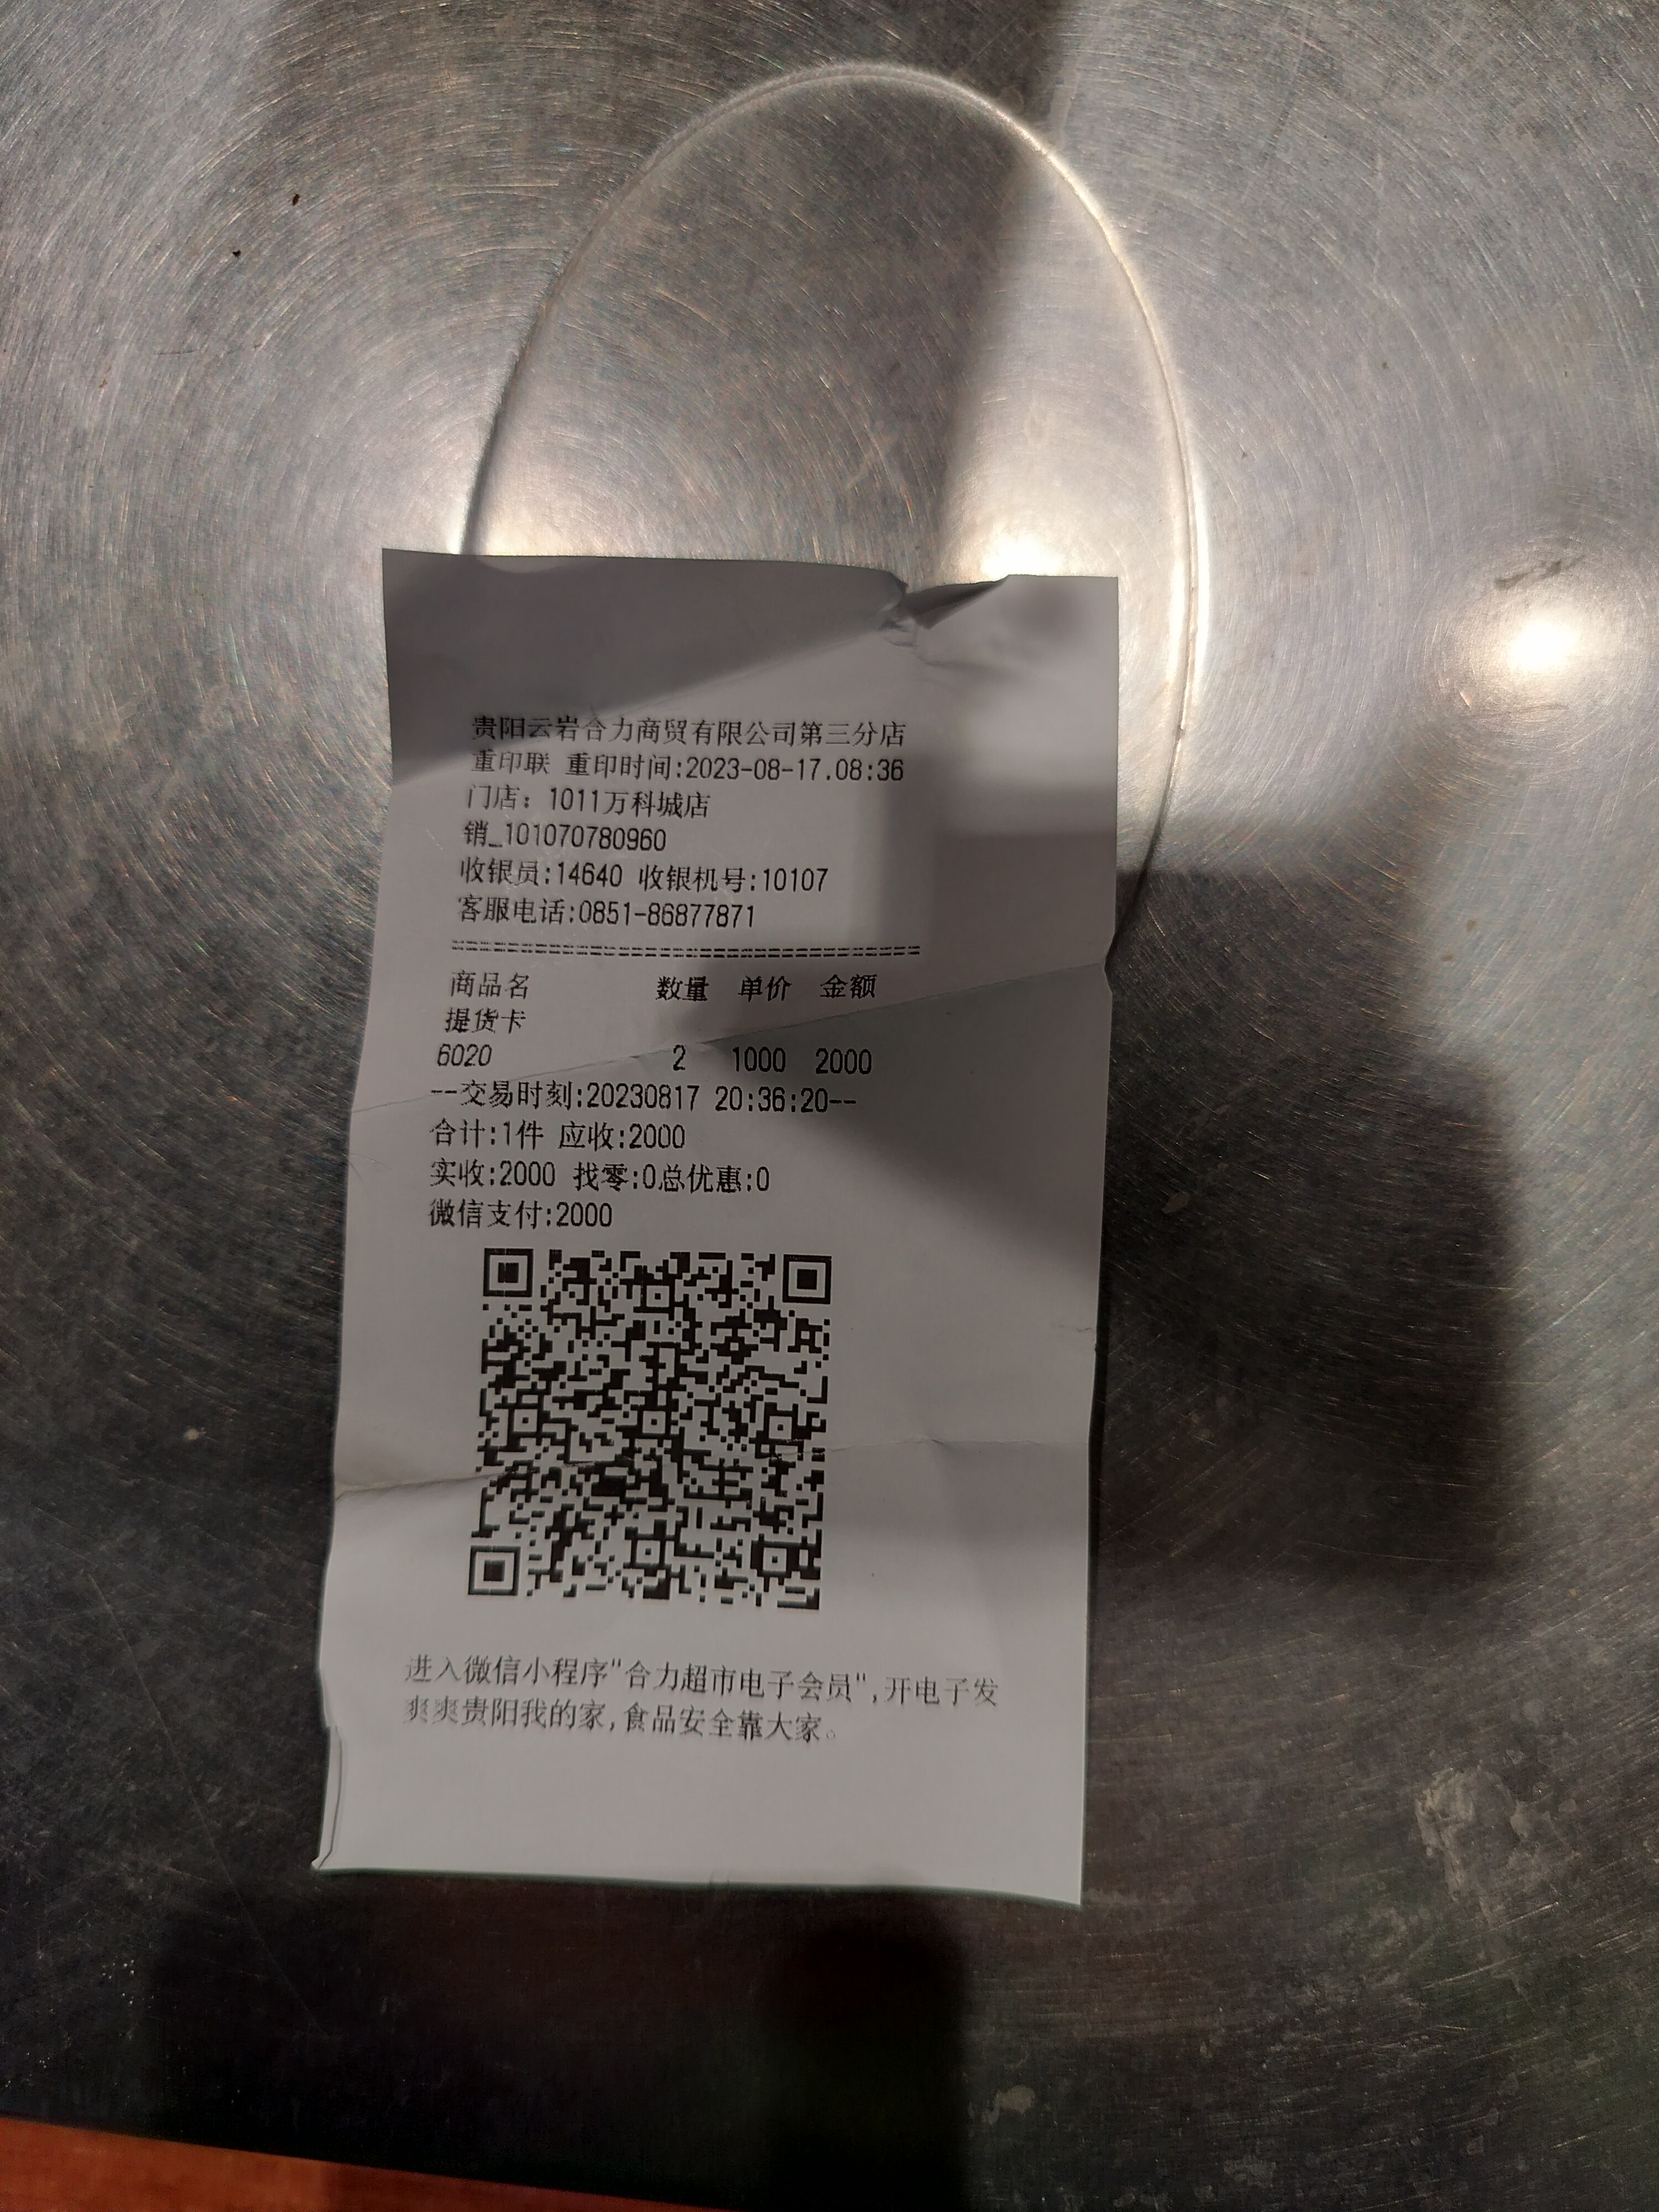 贵阳云岩合力商贸有限公司第三分店
重印联 重印时间:2023-08-17.08:36
门店: 1011万科城店
销_101070780960
收银员:14640 收银机号:10107
客服电话:0851-86877871
==================================
商品名 数量 单价 金额
提货卡
6020 2 1000 2000
--交易时刻:20230817 20:36:20--
合计:1件 应收:2000
实收:2000 找零:0总优惠:0
微信支付:2000
进入微信小程序"合力超市电子会员",开电子发
爽爽贵阳我的家,食品安全靠大家。